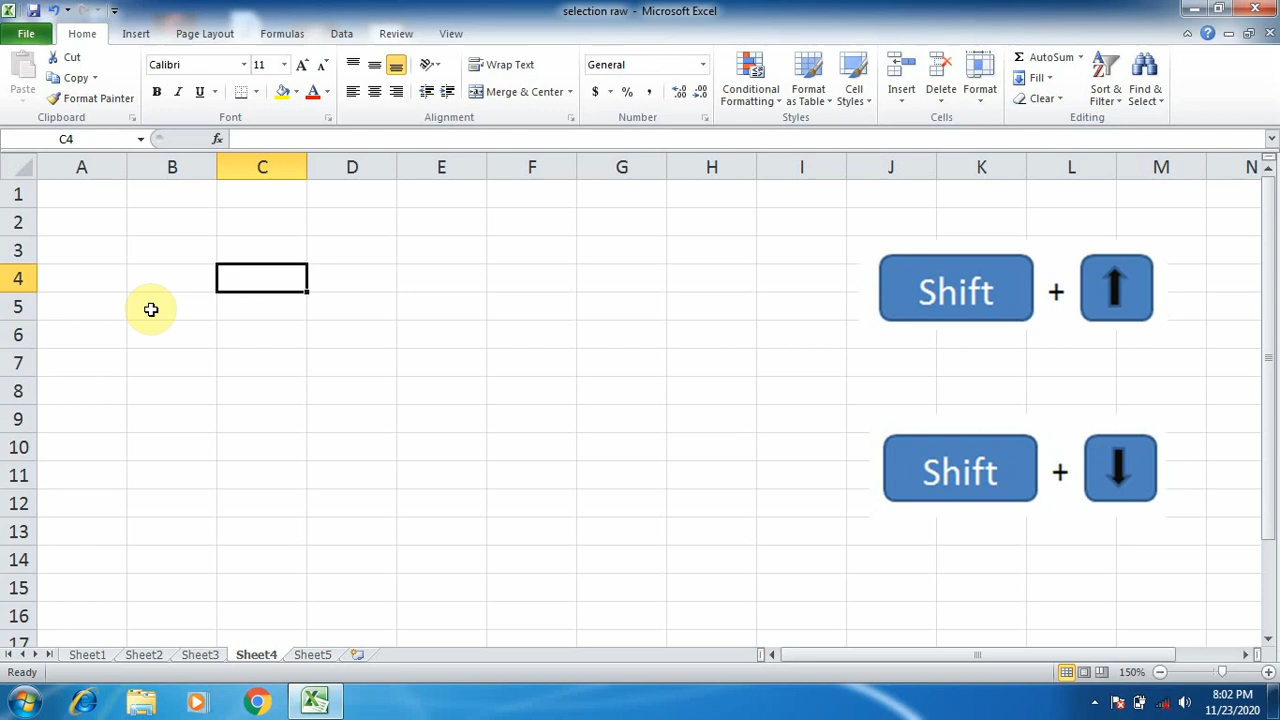 selection raw - Microsoft Excel
File Home Insert Page Layout Formulas Data Review View
Paste
Cut
Copy
Format Painter
Clipboard
Calibri 11 A A
B I U A
Font
Wrap Text
Merge & Center
Alignment
General
$ % ,
Number
Conditional Formatting
Format as Table
Cell Styles
Styles
Insert Delete Format
Cells
Σ AutoSum
Fill
Clear
Sort & Filter
Find & Select
Editing
C4 fx
A B C D E F G H I J K L M N
1
2
3
4
5
6
7
8
9
10
11
12
13
14
15
16
17
Shift + ↑
Shift + ↓
Sheet1 Sheet2 Sheet3 Sheet4 Sheet5
Ready 150%
8:02 PM
11/23/2020